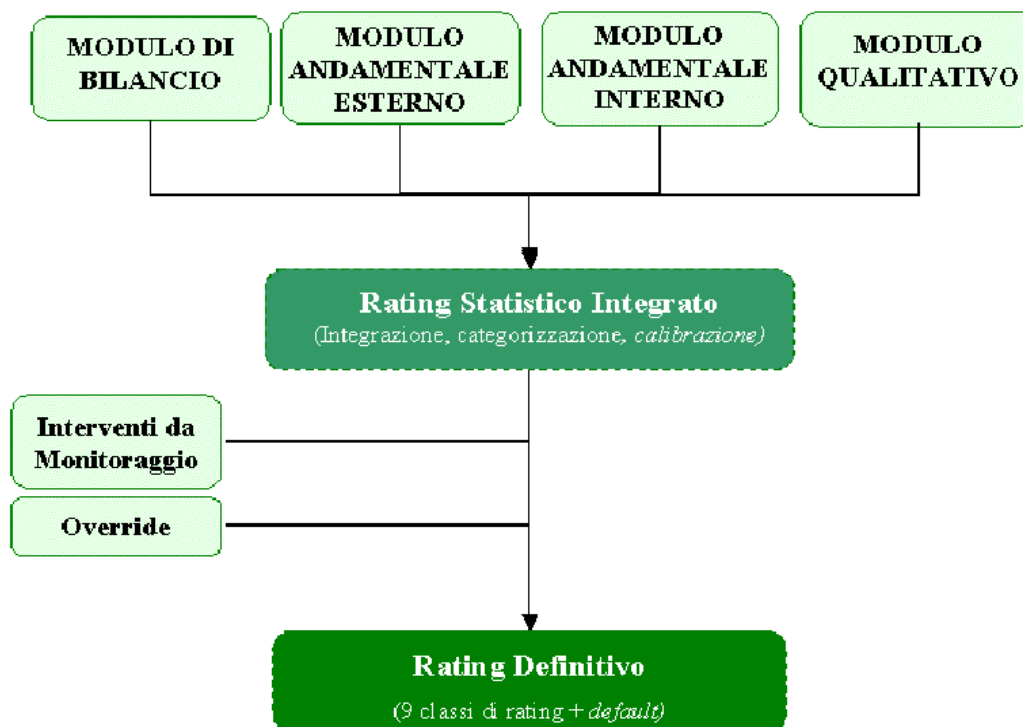 MODULO DI
BILANCIO
MODULO
ANDAMENTALE
ESTERNO
MODULO
ANDAMENTALE
INTERNO
MODULO
QUALITATIVO
Rating Statistico Integrato
(Integrazione, categorizzazione, calibrazione)
Interventi da
Monitoraggio
Override
Rating Definitivo
(9 classi di rating + default)